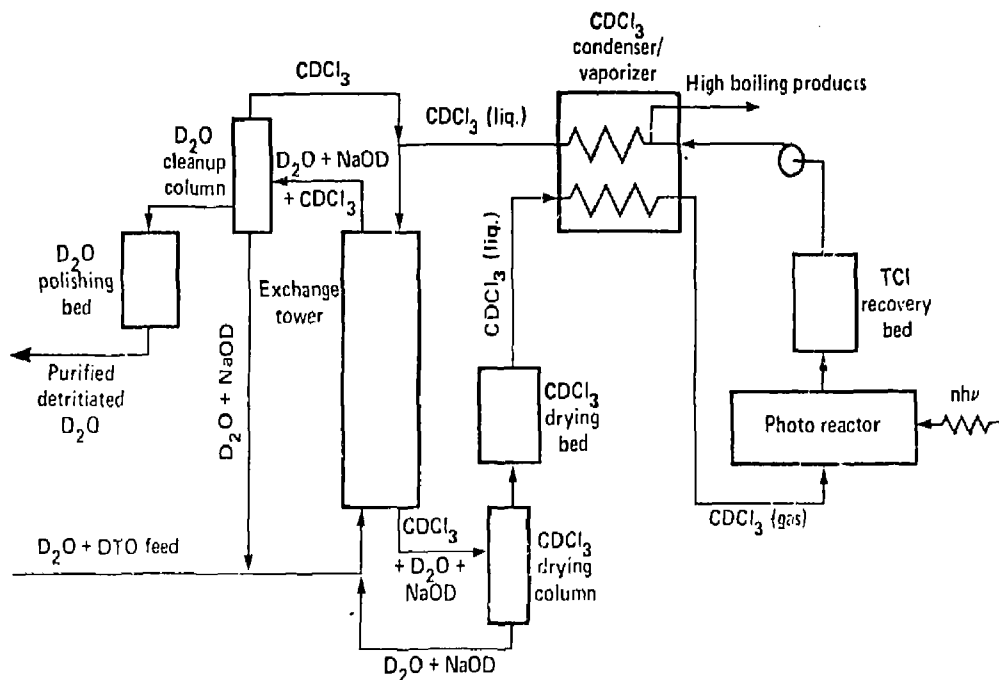 CDCl₃
condenser/
vaporizer
CDCl₃
High boiling products
CDCl₃ (liq.)
D₂O
cleanup
column
D₂O + NaOD
+ CDCl₃
D₂O
polishing
bed
Exchange
tower
CDCl₃ (liq.)
TCl
recovery
bed
Purified
detritiated
D₂O
D₂O + NaOD
CDCl₃
drying
bed
Photo reactor
nhν
CDCl₃ (gas)
CDCl₃
+ D₂O +
NaOD
CDCl₃
drying
column
D₂O + DTO feed
D₂O + NaOD